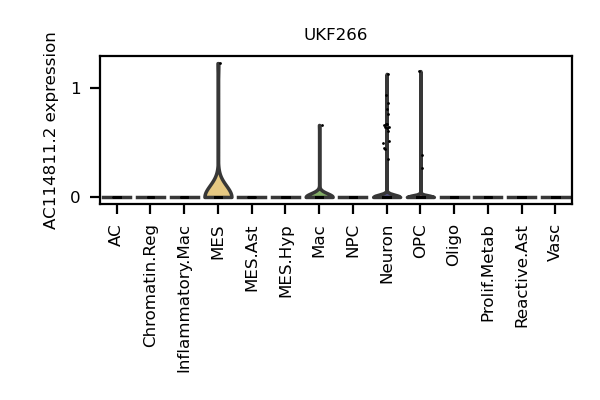 UKF266
AC114811.2 expression
1
0
AC
Chromatin.Reg
Inflammatory.Mac
MES
MES.Ast
MES.Hyp
Mac
NPC
Neuron
OPC
Oligo
Prolif.Metab
Reactive.Ast
Vasc